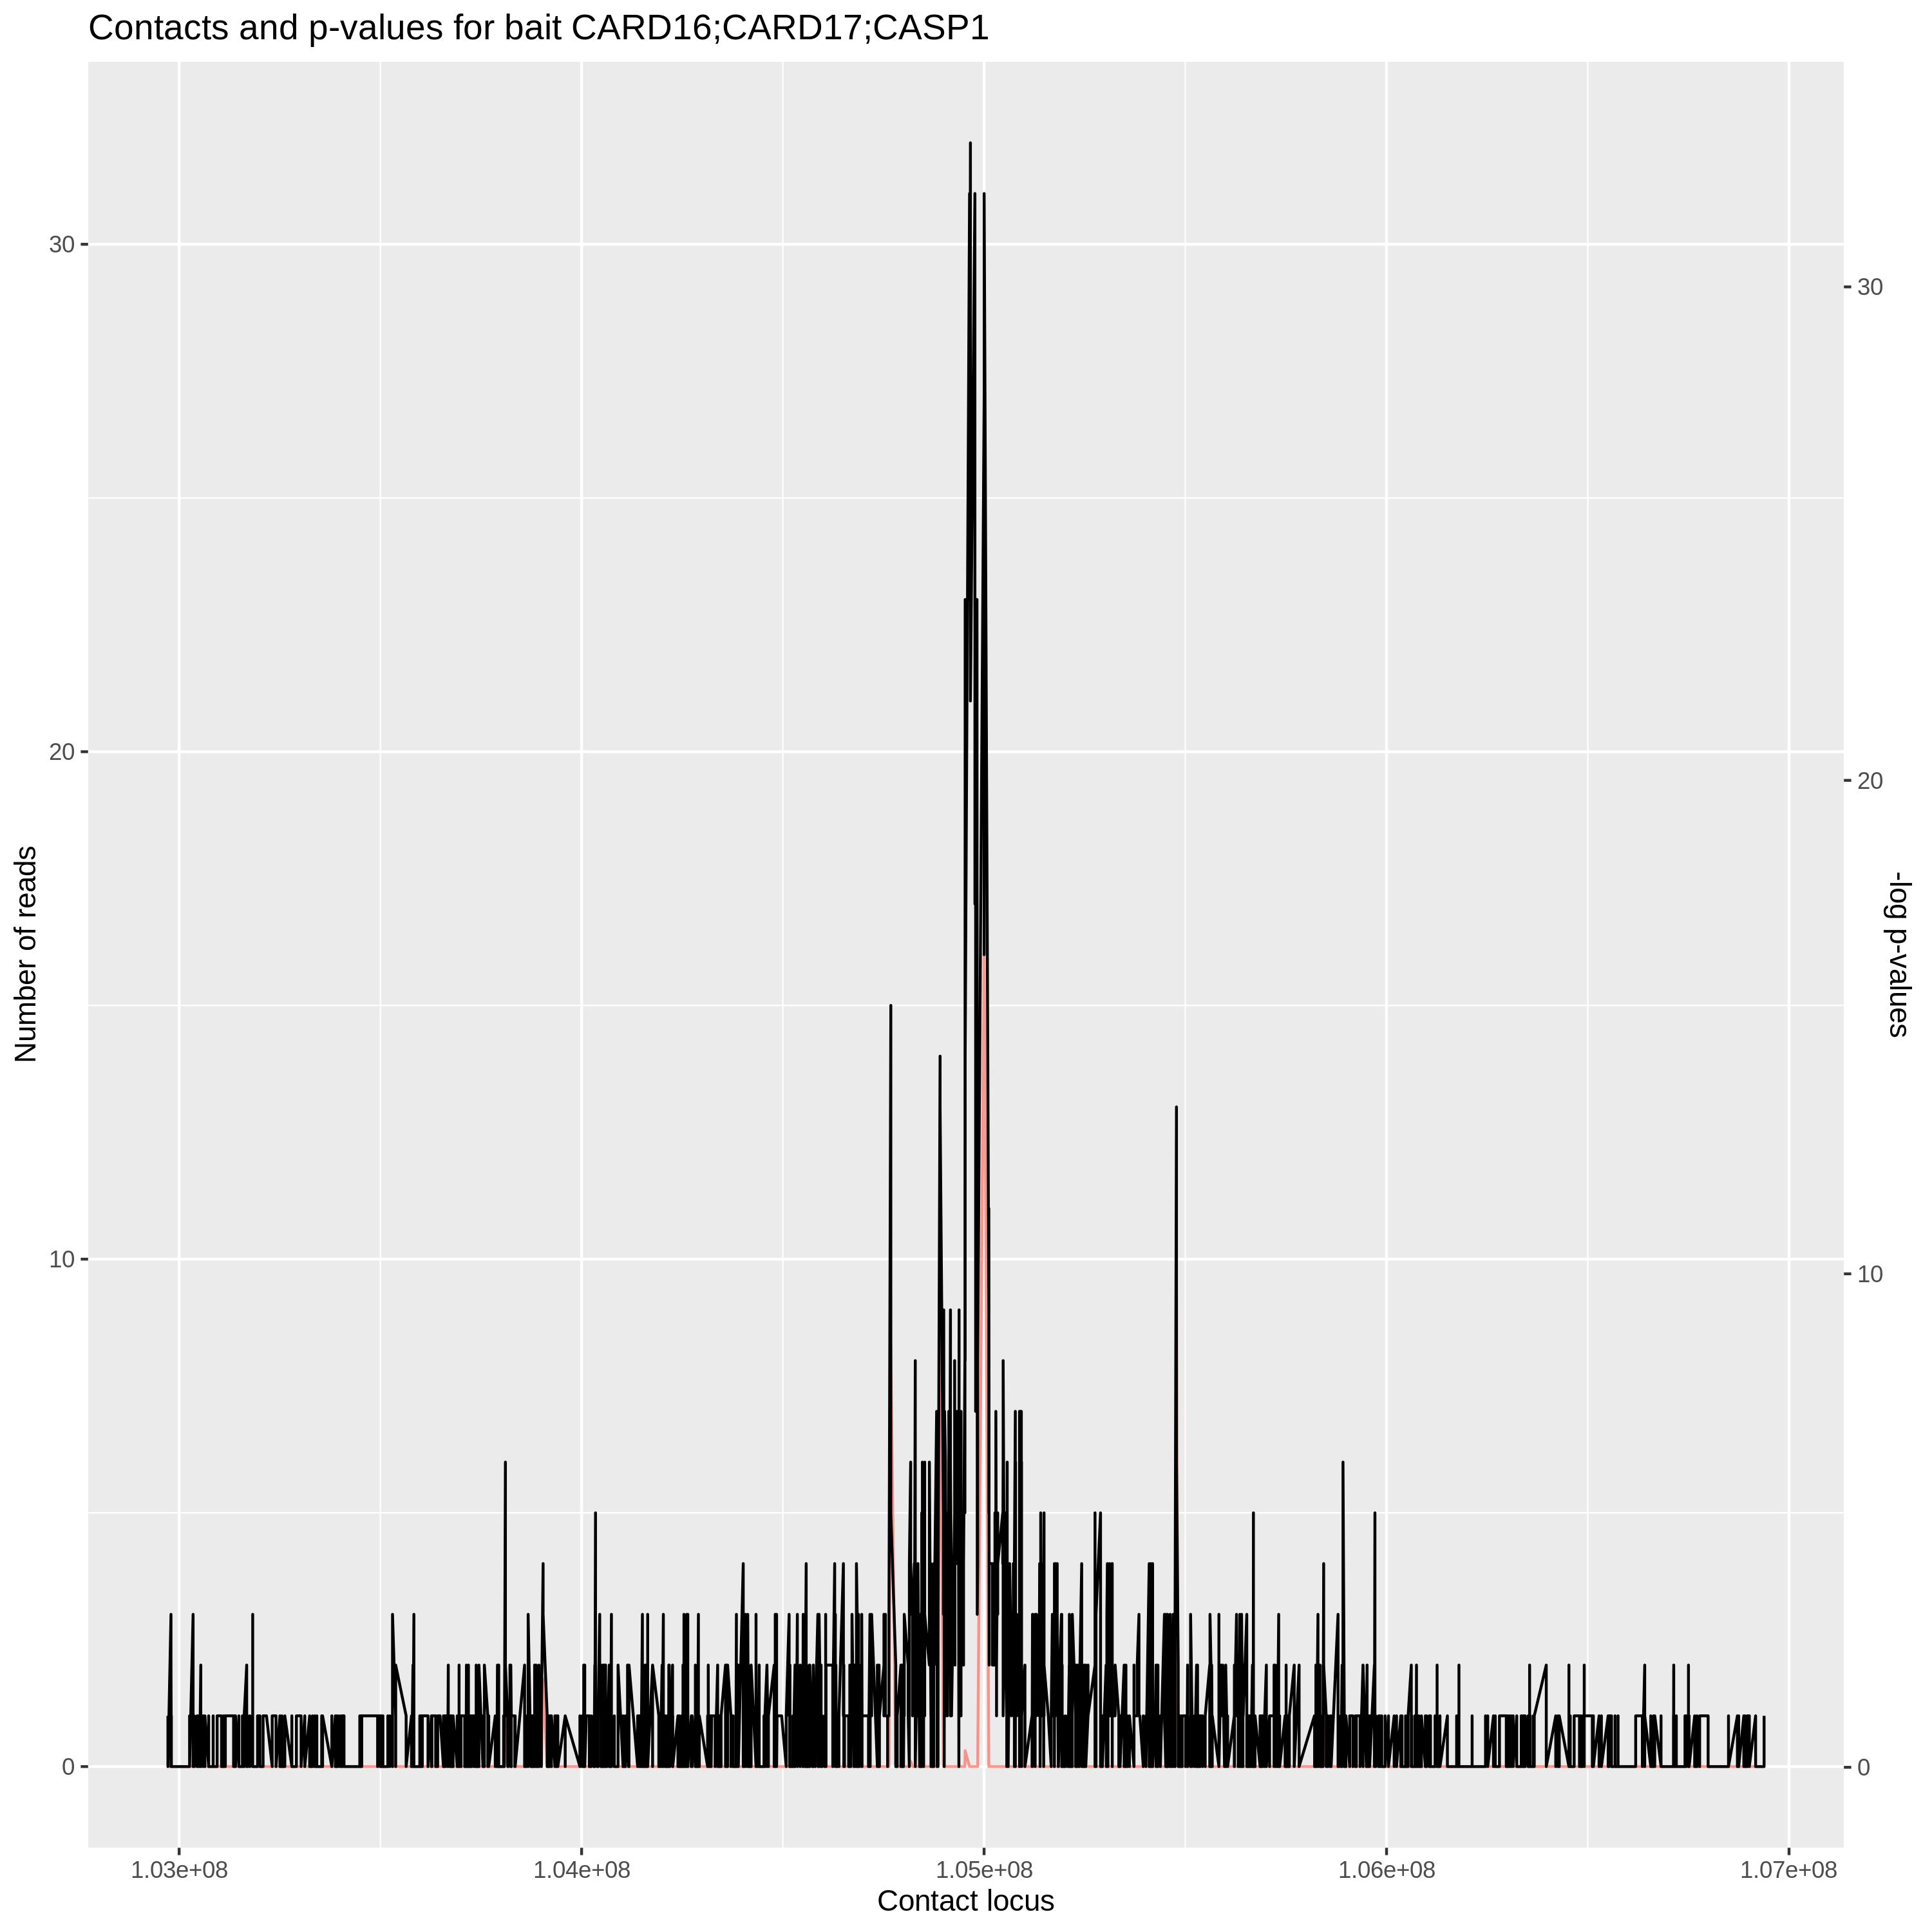 Contacts and p-values for bait CARD16;CARD17;CASP1
30
20
10
0
Number of reads
30
20
10
0
-log p-values
1.03e+08
1.04e+08
1.05e+08
1.06e+08
1.07e+08
Contact locus